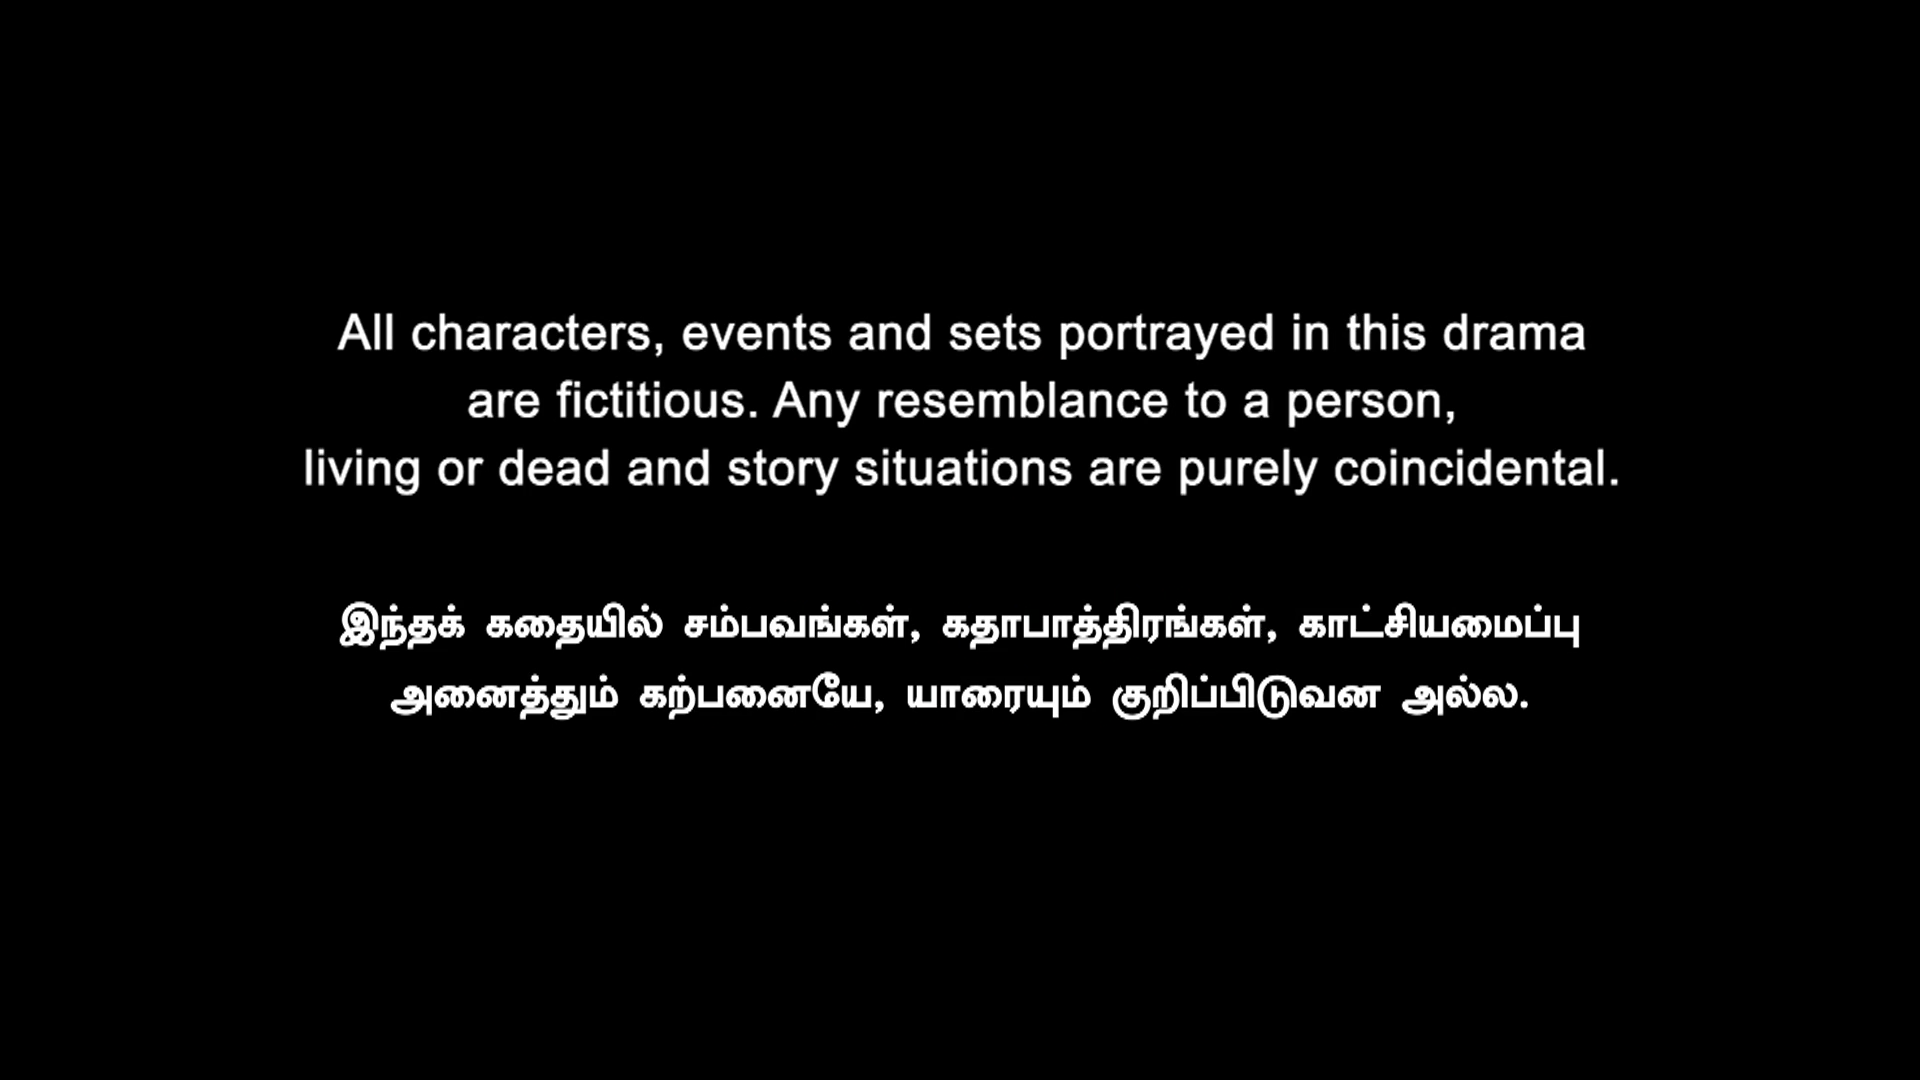 All characters, events and sets portrayed in this drama
are fictitious. Any resemblance to a person,
living or dead and story situations are purely coincidental.
இந்தக் கதையில் சம்பவங்கள், கதாபாத்திரங்கள், காட்சியமைப்பு
அனைத்தும் கற்பனையே, யாரையும் குறிப்பிடுவன அல்ல.